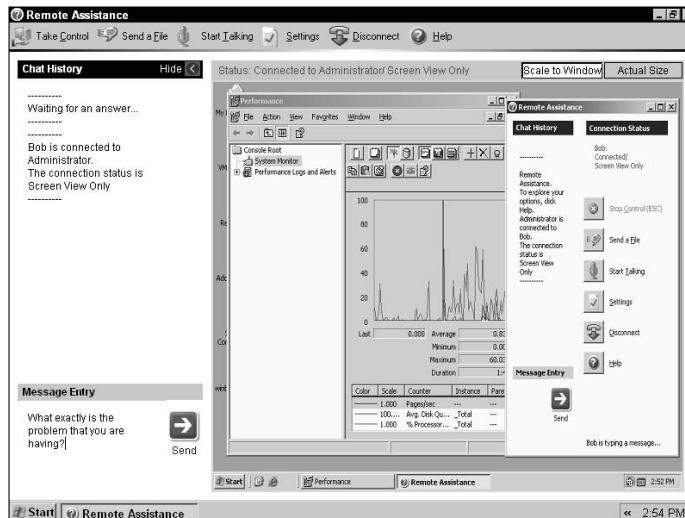 Remote Assistance
Take Control Send a File Start Talking Settings Disconnect Help
Chat History Hide
Status: Connected to Administrator/ Screen View Only
Scale to Window Actual Size
----------
Waiting for an answer...
----------
----------
Bob is connected to
Administrator.
The connection status is
Screen View Only
----------
Message Entry
What exactly is the
problem that you are
having?
Send
Performance
File Action View Favorites Window Help
Console Root
System Monitor
Performance Logs and Alerts
100
80
60
40
20
0
Last 0.000 Average
Minimum
Maximum
Duration
Color Scale Counter Instance
1.000 Pages/sec ---
100.... Avg. Disk Qu... _Total ---
1.000 % Processor... _Total ---
Remote Assistance
Chat History
----------
Remote
Assistance.
To explore your
options, click
Help.
Administrator is
connected to
Bob.
The connection
status is
Screen View
Only
----------
Connection Status
Bob:
Connected/
Screen View Only
Stop Control (ESC)
Send a File
Start Talking
Settings
Disconnect
Help
Message Entry
Send
Bob is typing a message...
Start Performance Remote Assistance 2:52 PM
Start Remote Assistance « 2:54 PM